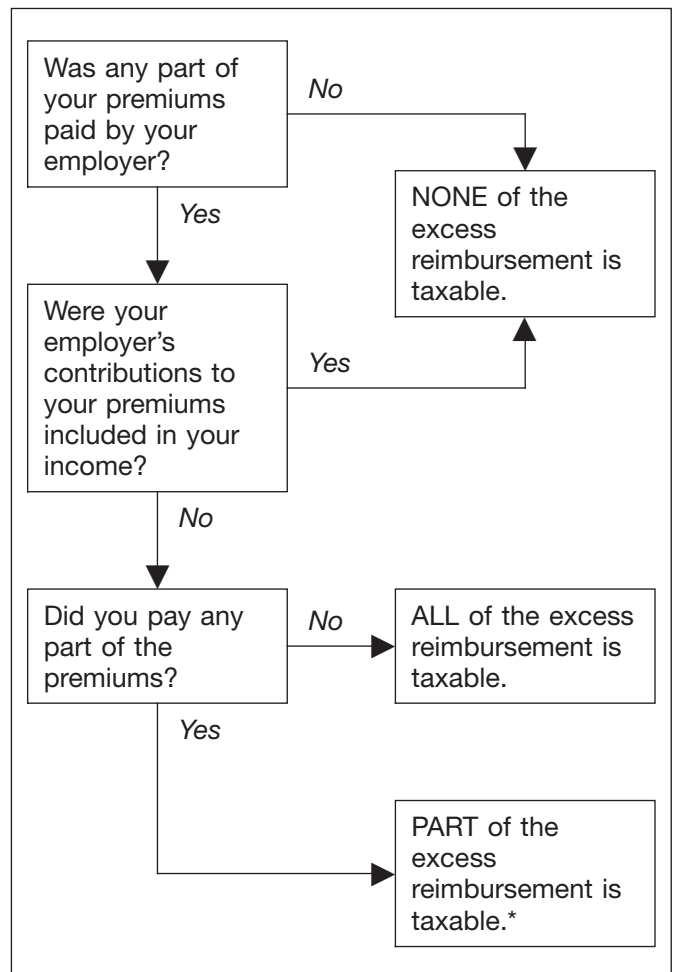 Was any part of
your premiums
paid by your
employer?
No
NONE of the
excess
reimbursement is
taxable.
Yes
Were your
employer’s
contributions to
your premiums
included in your
income?
Yes
No
Did you pay any
part of the
premiums?
No
ALL of the excess
reimbursement is
taxable.
Yes
PART of the
excess
reimbursement is
taxable.*